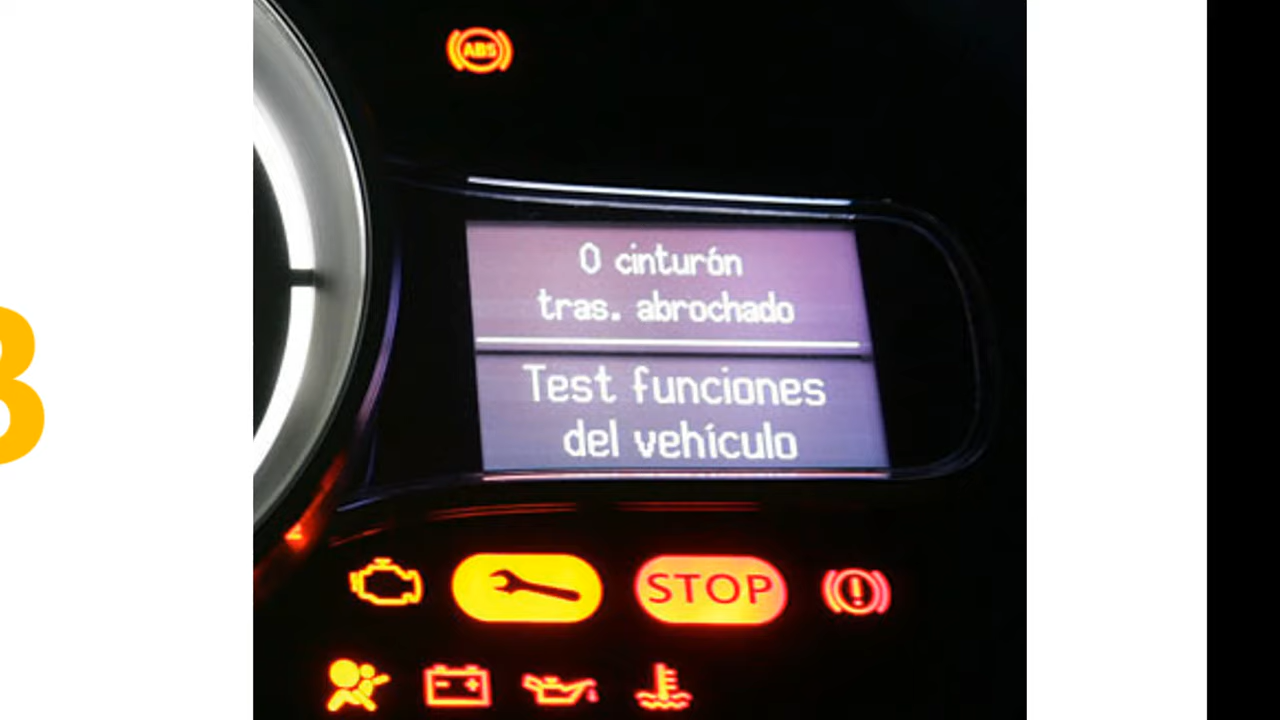 ABS
0 cinturón
tras. abrochado
Test funciones
del vehículo
STOP